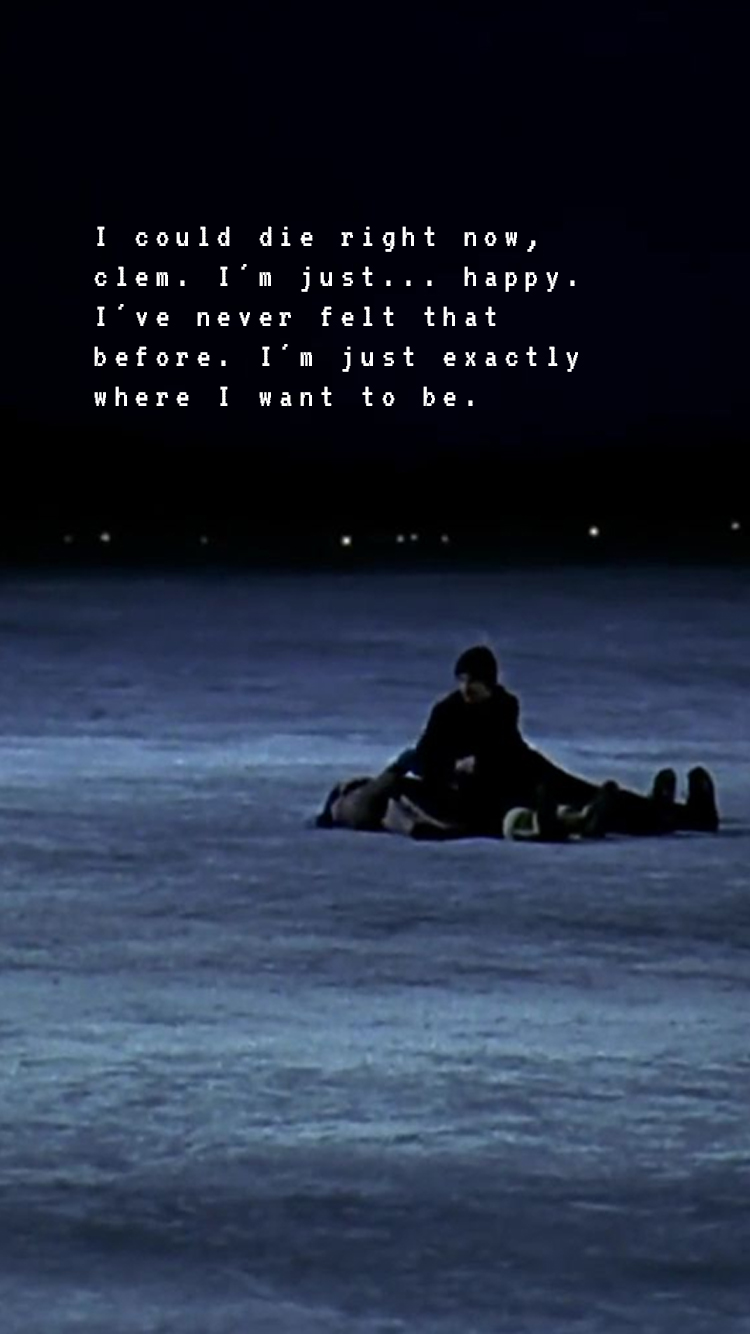 I could die right now,
clem. I´m just... happy.
I´ve never felt that
before. I´m just exactly
where I want to be.